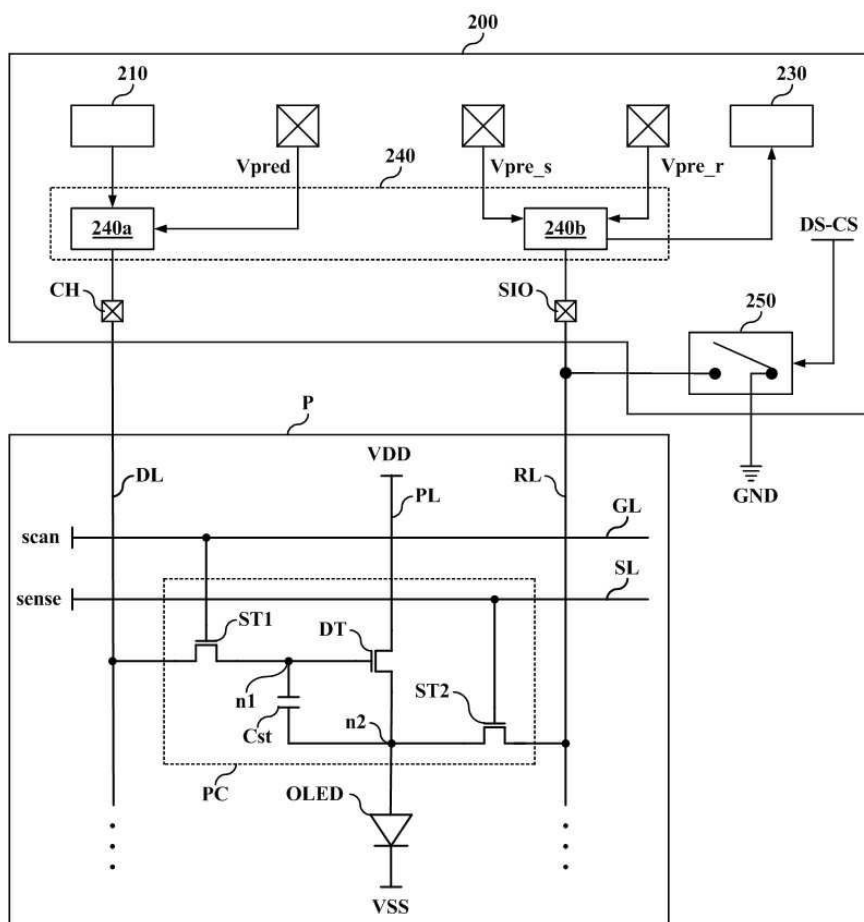 200
210
230
Vpred
240
Vpre_s
Vpre_r
240a
240b
DS-CS
CH
SIO
250
P
VDD
DL
PL
RL
GND
scan
GL
sense
SL
ST1
DT
ST2
n1
Cst
n2
PC
OLED
VSS